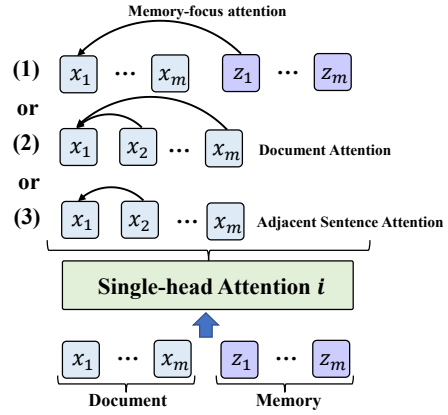 Memory-focus attention
(1) x₁ ··· xₘ z₁ ··· zₘ
or
(2) x₁ x₂ ··· xₘ Document Attention
or
(3) x₁ x₂ ··· xₘ Adjacent Sentence Attention
Single-head Attention i
x₁ ··· xₘ z₁ ··· zₘ
Document Memory